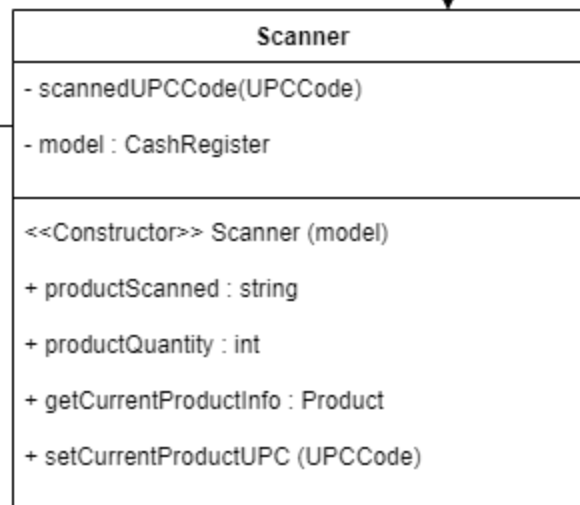 Scanner
- scannedUPCCode(UPCCode)
- model : CashRegister
<<Constructor>> Scanner (model)
+ productScanned : string
+ productQuantity : int
+ getCurrentProductInfo : Product
+ setCurrentProductUPC (UPCCode)